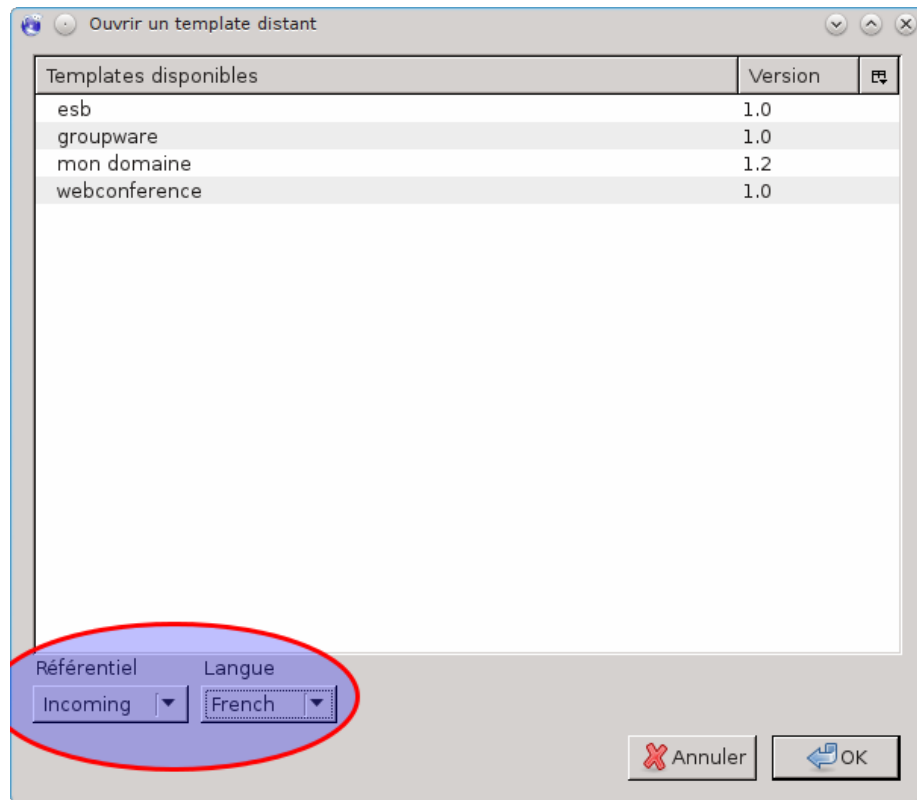 Ouvrir un template distant
Templates disponibles Version
esb 1.0
groupware 1.0
mon domaine 1.2
webconference 1.0
Référentiel Langue
Incoming French
Annuler OK